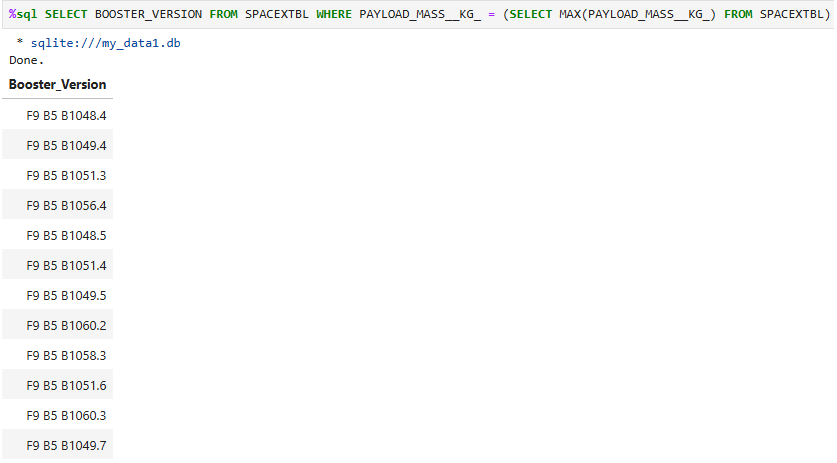 %sql SELECT BOOSTER_VERSION FROM SPACEXTBL WHERE PAYLOAD_MASS__KG_ = (SELECT MAX(PAYLOAD_MASS__KG_) FROM SPACEXTBL)
* sqlite:///my_data1.db
Done.
Booster_Version
F9 B5 B1048.4
F9 B5 B1049.4
F9 B5 B1051.3
F9 B5 B1056.4
F9 B5 B1048.5
F9 B5 B1051.4
F9 B5 B1049.5
F9 B5 B1060.2
F9 B5 B1058.3
F9 B5 B1051.6
F9 B5 B1060.3
F9 B5 B1049.7